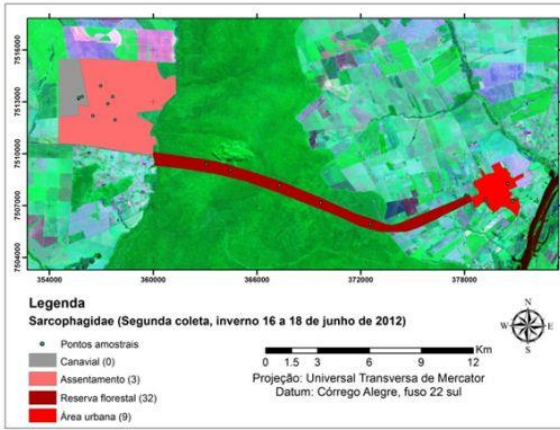 7516000
7513000
7510000
7507000
7504000
354000 360000 366000 372000 378000
Legenda
Sarcophagidae (Segunda coleta, inverno 16 a 18 de junho de 2012)
Pontos amostrais
Canavial (0)
Assentamento (3)
Reserva florestal (32)
Área urbana (9)
N
W E
S
Km
0 1.5 3 6 9 12
Projeção: Universal Transversa de Mercator
Datum: Córrego Alegre, fuso 22 sul